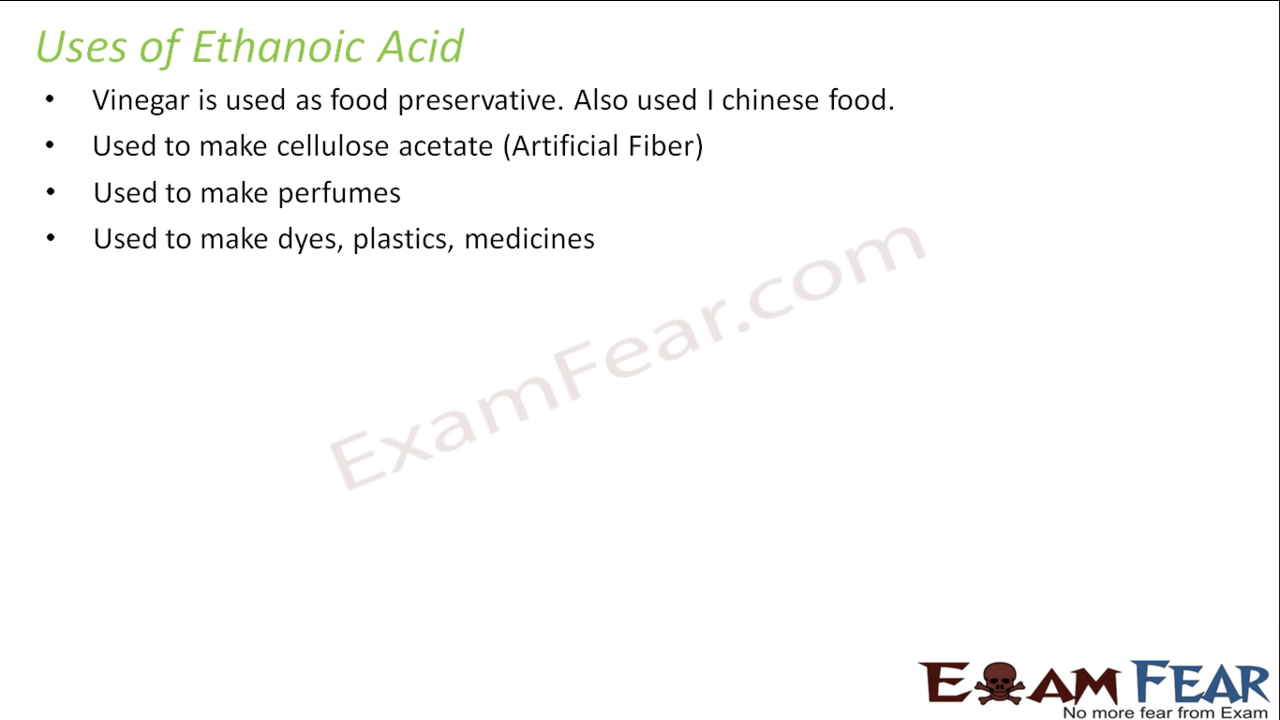 Uses of Ethanoic Acid
• Vinegar is used as food preservative. Also used I chinese food.
• Used to make cellulose acetate (Artificial Fiber)
• Used to make perfumes
• Used to make dyes, plastics, medicines
ExamFear.com
EXAM FEAR
No more fear from Exam